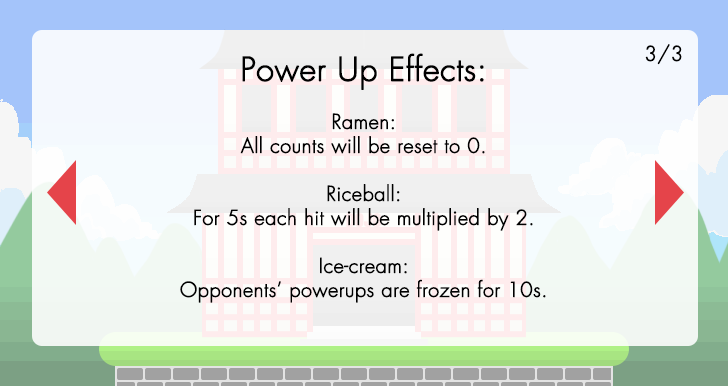 3/3
Power Up Effects:
Ramen:
All counts will be reset to 0.
Riceball:
For 5s each hit will be multiplied by 2.
Ice-cream:
Opponents’ powerups are frozen for 10s.